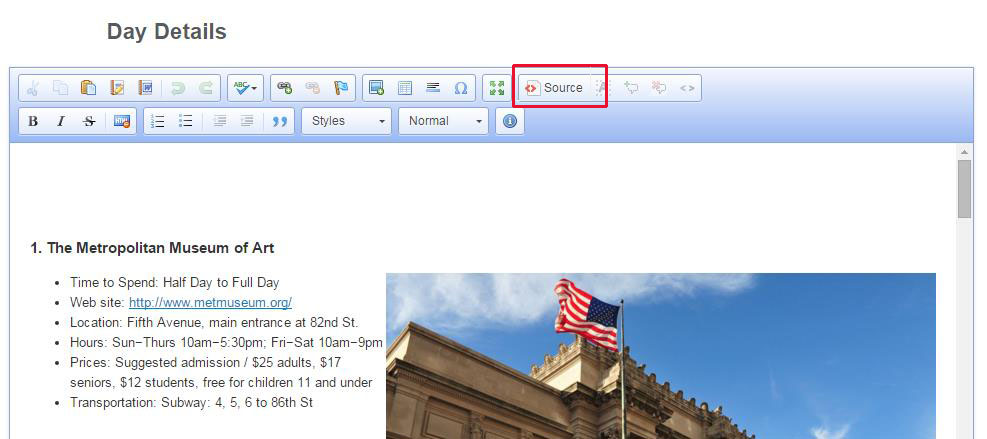 Day Details
ABC
Source
B I S
Styles Normal
1. The Metropolitan Museum of Art
• Time to Spend: Half Day to Full Day
• Web site: http://www.metmuseum.org/
• Location: Fifth Avenue, main entrance at 82nd St.
• Hours: Sun−Thurs 10am−5:30pm; Fri−Sat 10am−9pm
• Prices: Suggested admission / $25 adults, $17
seniors, $12 students, free for children 11 and under
• Transportation: Subway: 4, 5, 6 to 86th St